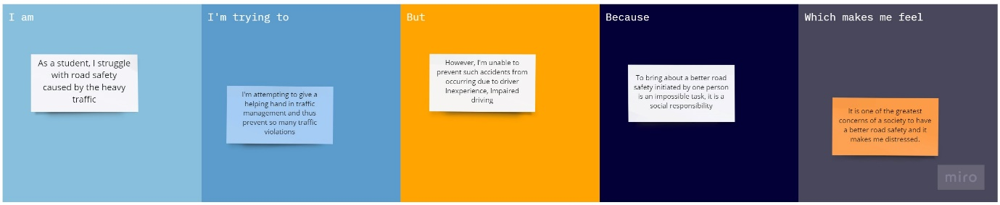 I am
As a student, I struggle
with road safety
caused by the heavy
traffic
I'm trying to
I'm attempting to give a
helping hand in traffic
management and thus
prevent so many traffic
violations
But
However, I'm unable to
prevent such accidents from
occurring due to driver
Inexperience, Impaired
driving
Because
To bring about a better road
safety initiated by one person
is an impossible task, it is a
social responsibility
Which makes me feel
It is one of the greatest
concerns of a society to have
a better road safety and it
makes me distressed.
miro